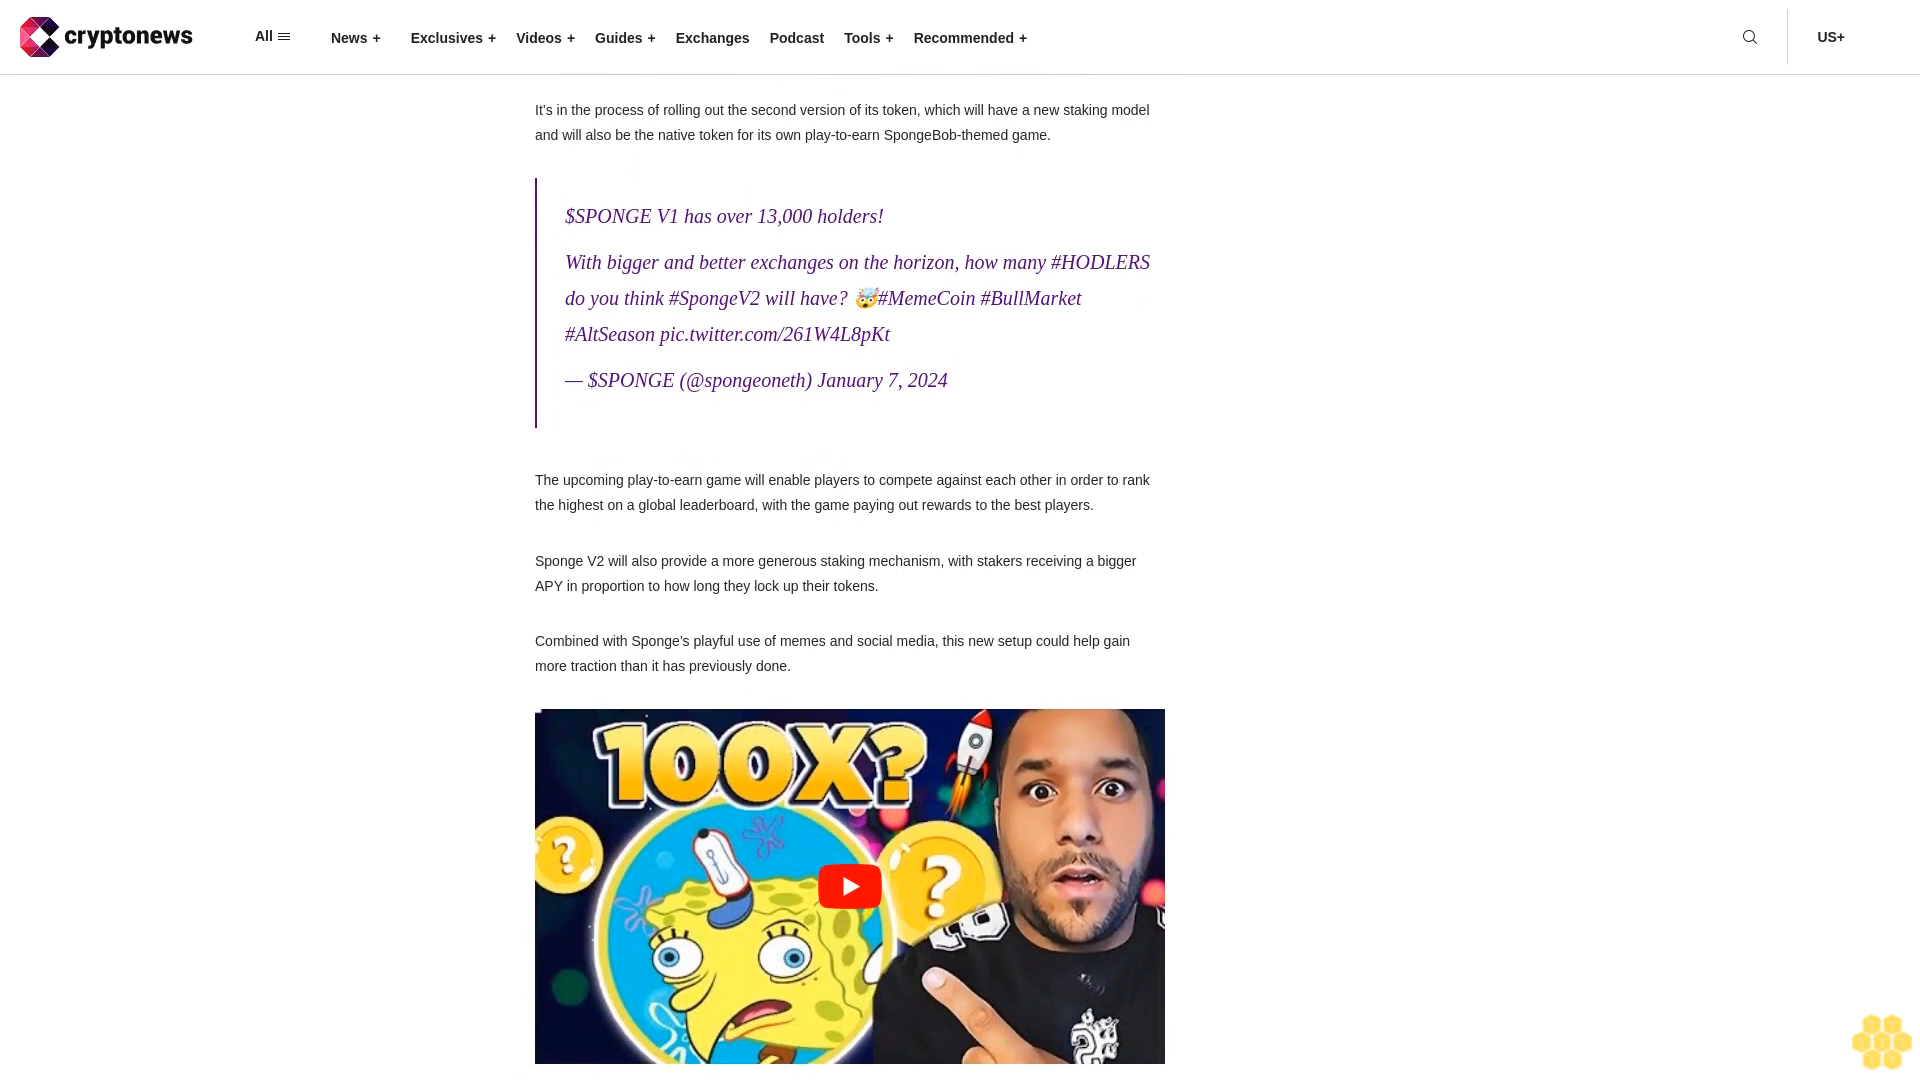 cryptonews All News + Exclusives + Videos + Guides + Exchanges Podcast Tools + Recommended + US+
It’s in the process of rolling out the second version of its token, which will have a new staking model
and will also be the native token for its own play-to-earn SpongeBob-themed game.
$SPONGE V1 has over 13,000 holders!
With bigger and better exchanges on the horizon, how many #HODLERS
do you think #SpongeV2 will have? 🤯#MemeCoin #BullMarket
#AltSeason pic.twitter.com/261W4L8pKt
— $SPONGE (@spongeoneth) January 7, 2024
The upcoming play-to-earn game will enable players to compete against each other in order to rank
the highest on a global leaderboard, with the game paying out rewards to the best players.
Sponge V2 will also provide a more generous staking mechanism, with stakers receiving a bigger
APY in proportion to how long they lock up their tokens.
Combined with Sponge’s playful use of memes and social media, this new setup could help gain
more traction than it has previously done.
100X?
? ?